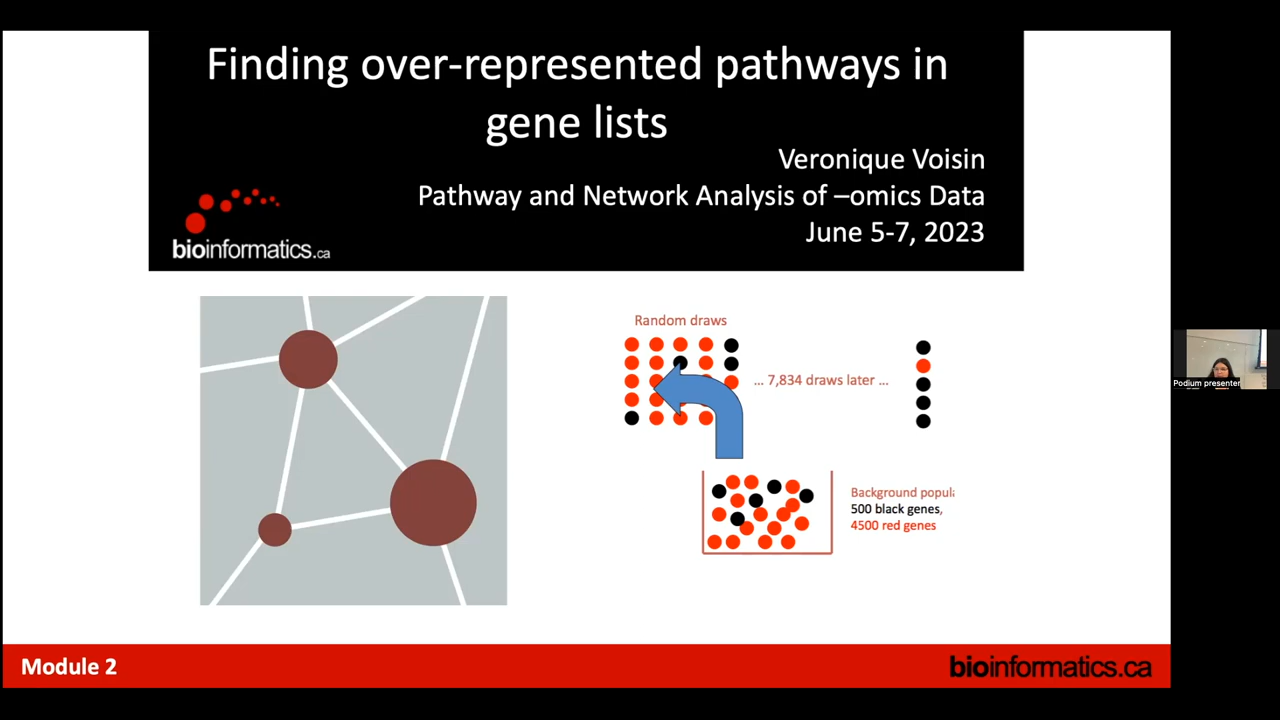 Finding over-represented pathways in
gene lists
Veronique Voisin
Pathway and Network Analysis of –omics Data
June 5-7, 2023
bioinformatics.ca
Random draws
... 7,834 draws later ...
Background popul
500 black genes,
4500 red genes
Podium presenter
Module 2
bioinformatics.ca